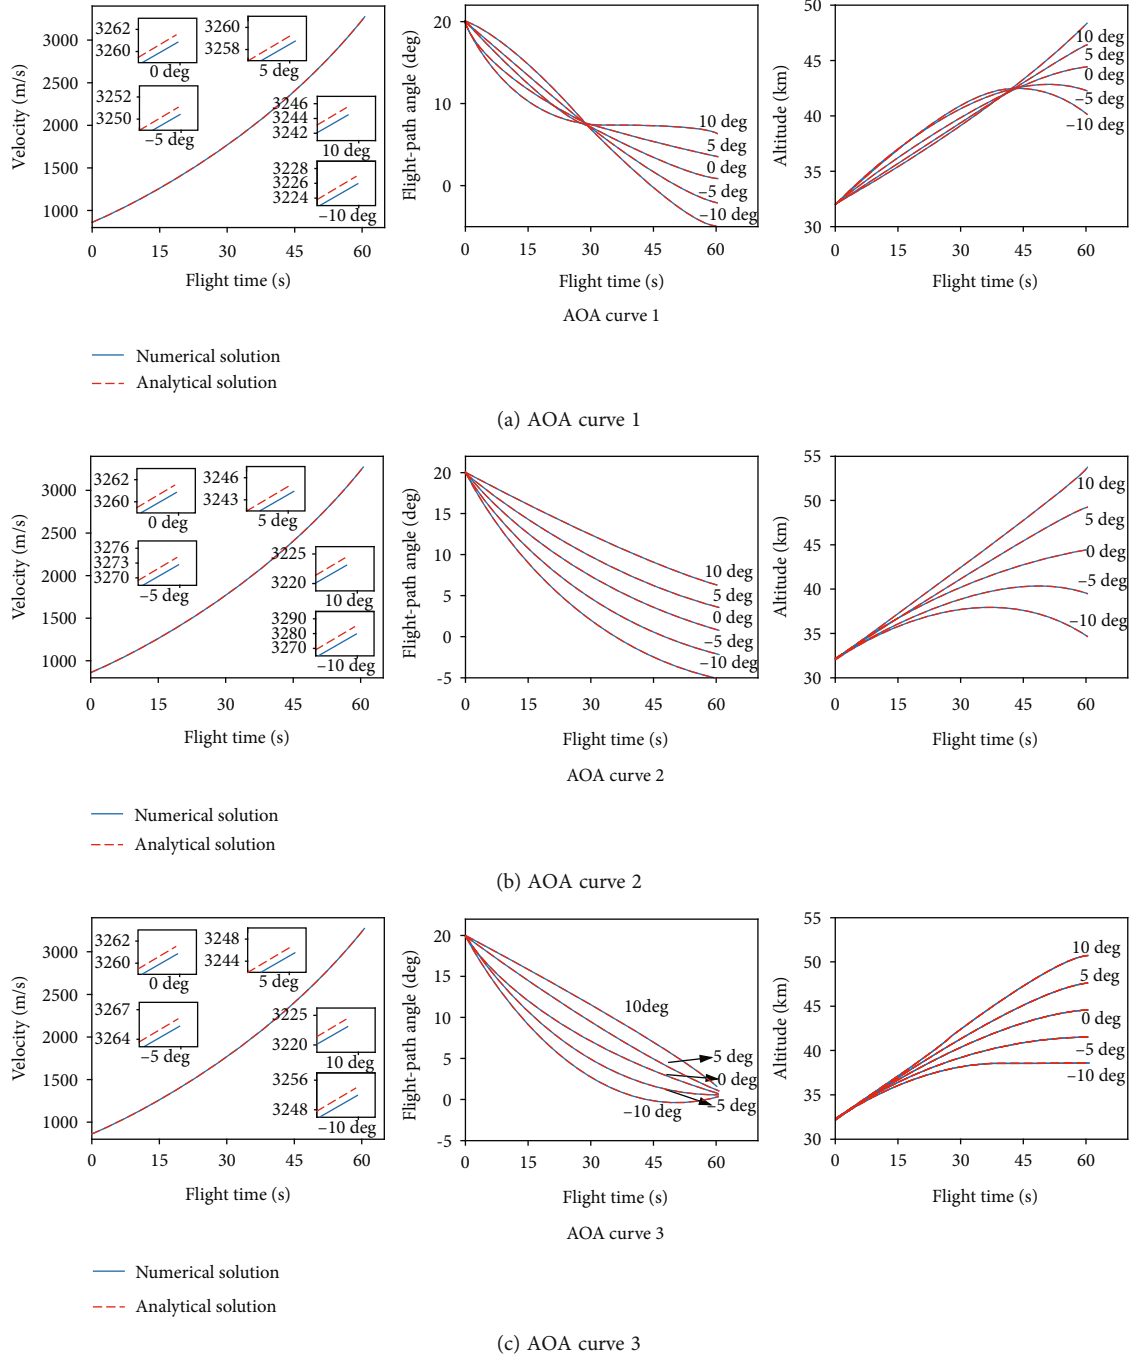 Velocity (m/s)
3000
2500
2000
1500
1000
0 15 30 45 60
Flight time (s)
3262
3260
0 deg
3260
3258
5 deg
3252
3250
–5 deg
3246
3244
3242
10 deg
3228
3226
3224
–10 deg
Flight-path angle (deg)
20
10
0
10 deg
5 deg
0 deg
–5 deg
–10 deg
0 15 30 45 60
Flight time (s)
AOA curve 1
Altitude (km)
50
45
40
35
30
10 deg
5 deg
0 deg
–5 deg
–10 deg
0 15 30 45 60
Flight time (s)
Numerical solution
Analytical solution
(a) AOA curve 1
Velocity (m/s)
3000
2500
2000
1500
1000
0 15 30 45 60
Flight time (s)
3262
3260
0 deg
3246
3243
5 deg
3276
3273
3270
–5 deg
3225
3220
10 deg
3290
3280
3270
–10 deg
Flight-path angle (deg)
20
15
10
5
0
-5
10 deg
5 deg
0 deg
–5 deg
–10 deg
0 15 30 45 60
Flight time (s)
AOA curve 2
Altitude (km)
55
50
45
40
35
30
10 deg
5 deg
0 deg
–5 deg
–10 deg
0 15 30 45 60
Flight time (s)
Numerical solution
Analytical solution
(b) AOA curve 2
Velocity (m/s)
3000
2500
2000
1500
1000
0 15 30 45 60
Flight time (s)
3262
3260
0 deg
3248
3244
5 deg
3267
3264
–5 deg
3225
3220
10 deg
3256
3248
–10 deg
Flight-path angle (deg)
20
15
10
5
0
-5
10deg
5 deg
0 deg
–5 deg
–10 deg
0 15 30 45 60
Flight time (s)
AOA curve 3
Altitude (km)
55
50
45
40
35
30
10 deg
5 deg
0 deg
–5 deg
–10 deg
0 15 30 45 60
Flight time (s)
Numerical solution
Analytical solution
(c) AOA curve 3